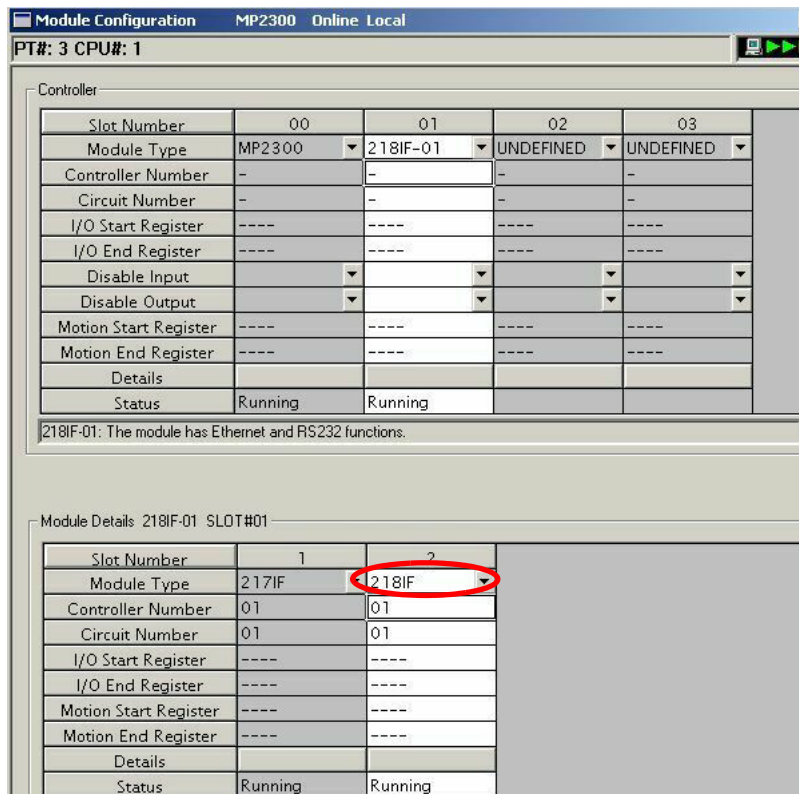 Module Configuration MP2300 Online Local
PT#: 3 CPU#: 1
Controller
Slot Number 00 01 02 03
Module Type MP2300 218IF-01 UNDEFINED UNDEFINED
Controller Number - - - -
Circuit Number - - - -
I/O Start Register ---- ---- ---- ----
I/O End Register ---- ---- ---- ----
Disable Input
Disable Output
Motion Start Register ---- ---- ---- ----
Motion End Register ---- ---- ---- ----
Details
Status Running Running
218IF-01: The module has Ethernet and RS232 functions.
Module Details 218IF-01 SLOT#01
Slot Number 1 2
Module Type 217IF 218IF
Controller Number 01 01
Circuit Number 01 01
I/O Start Register ---- ----
I/O End Register ---- ----
Motion Start Register ---- ----
Motion End Register ---- ----
Details
Status Running Running